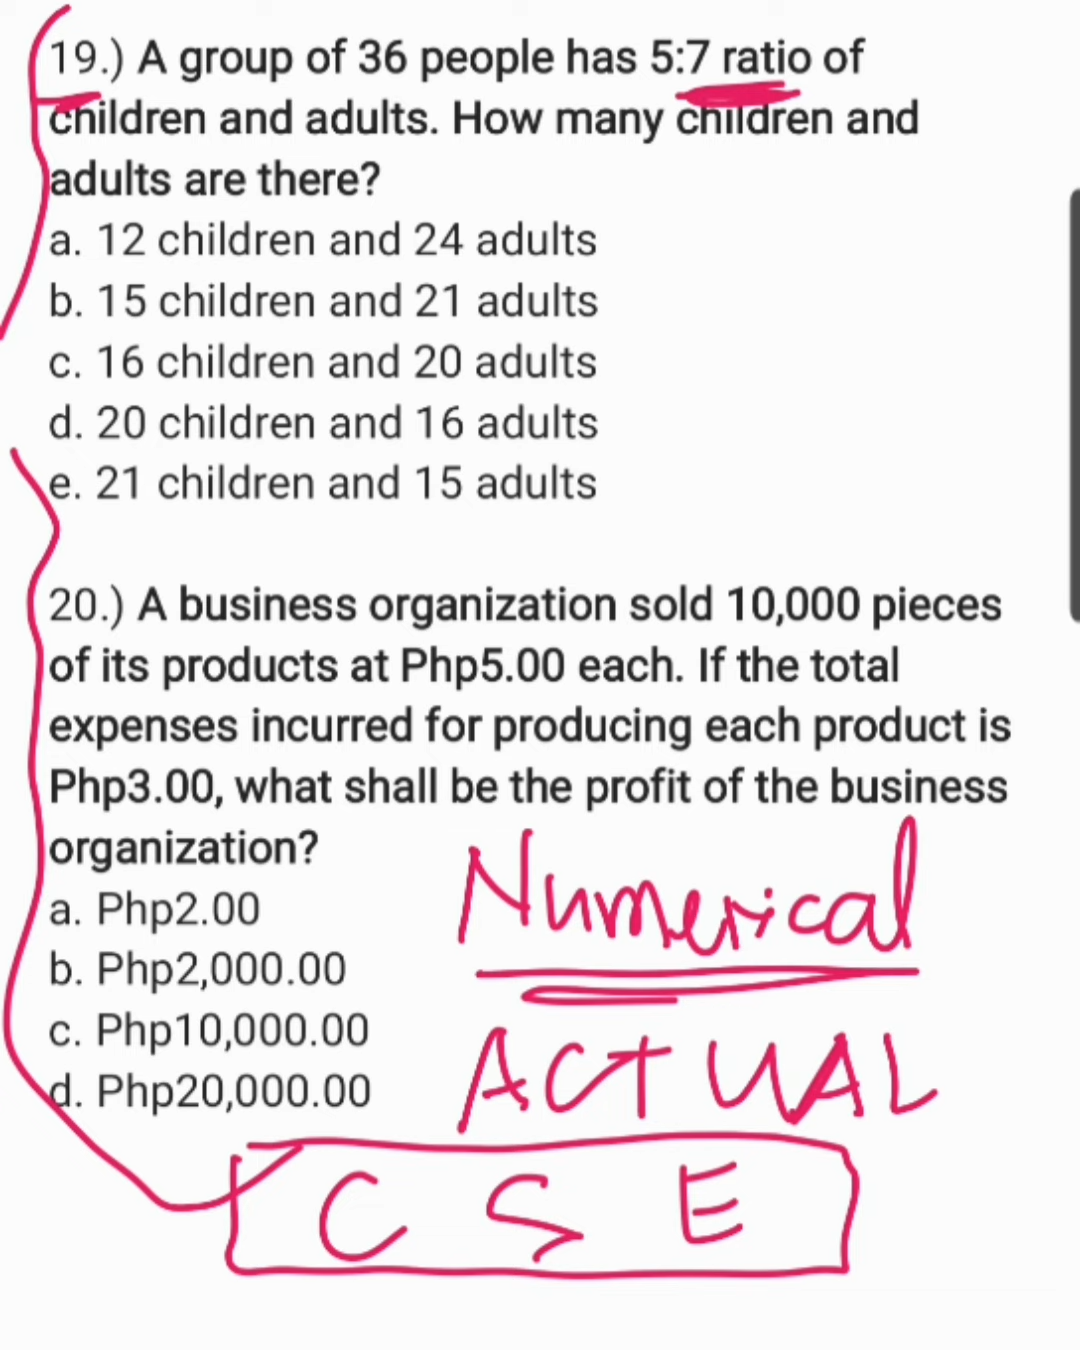 19.) A group of 36 people has 5:7 ratio of
children and adults. How many children and
adults are there?
a. 12 children and 24 adults
b. 15 children and 21 adults
c. 16 children and 20 adults
d. 20 children and 16 adults
e. 21 children and 15 adults
20.) A business organization sold 10,000 pieces
of its products at Php5.00 each. If the total
expenses incurred for producing each product is
Php3.00, what shall be the profit of the business
organization?
a. Php2.00
b. Php2,000.00
c. Php10,000.00
d. Php20,000.00
Numerical
ACTUAL
C S E